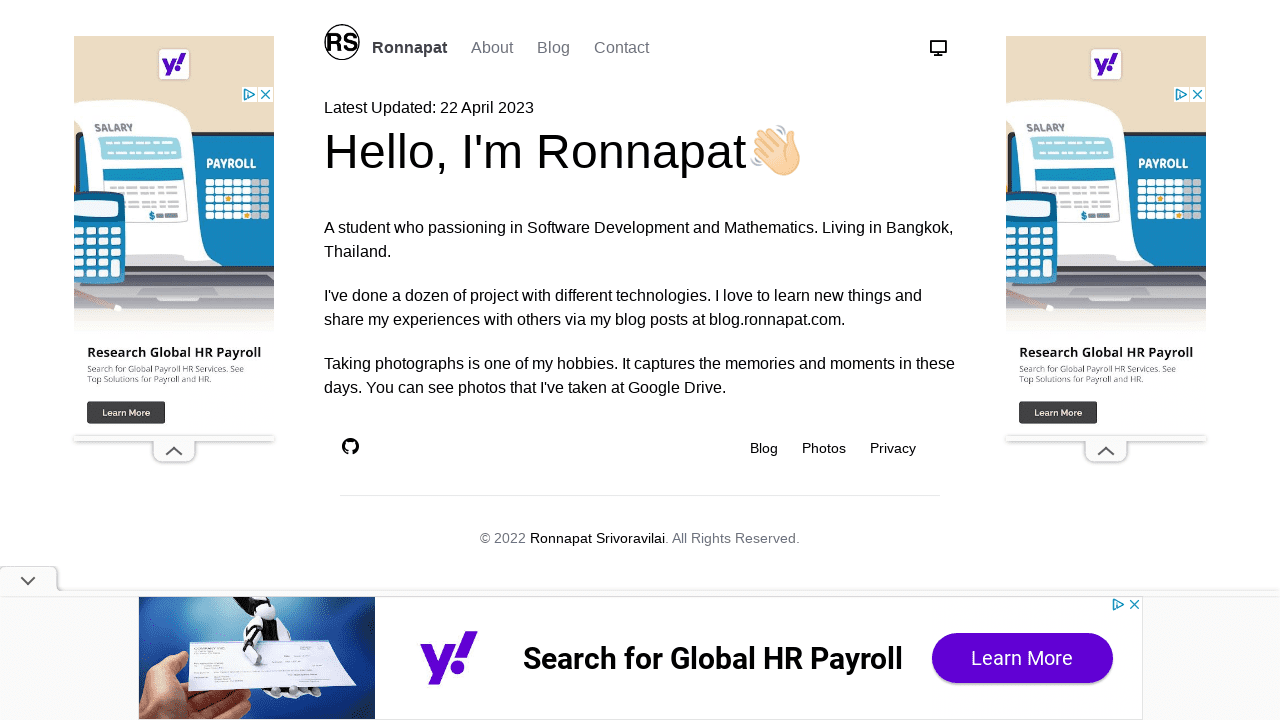 RS Ronnapat About Blog Contact
Latest Updated: 22 April 2023
Hello, I'm Ronnapat
A student who passioning in Software Development and Mathematics. Living in Bangkok,
Thailand.
I've done a dozen of project with different technologies. I love to learn new things and
share my experiences with others via my blog posts at blog.ronnapat.com.
Taking photographs is one of my hobbies. It captures the memories and moments in these
days. You can see photos that I've taken at Google Drive.
Blog Photos Privacy
© 2022 Ronnapat Srivoravilai. All Rights Reserved.
y!
SALARY
PAYROLL
$
Research Global HR Payroll
Search for Global Payroll HR Services. See
Top Solutions for Payroll and HR.
Learn More
y!
SALARY
PAYROLL
$
Research Global HR Payroll
Search for Global Payroll HR Services. See
Top Solutions for Payroll and HR.
Learn More
y! Search for Global HR Payroll Learn More